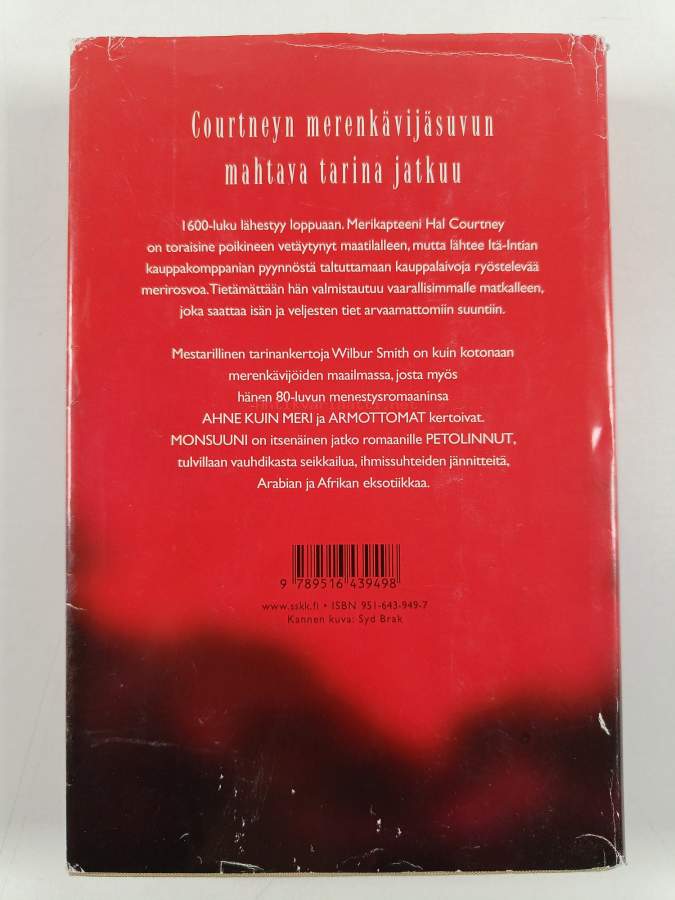 Courtneyn merenkävijäsuvun
mahtava tarina jatkuu
1600-luku lähestyy loppuaan. Merikapteeni Hal Courtney
on toraisine poikineen vetäytynyt maatilalleen, mutta lähtee Itä-Intian
kauppakomppanian pyynnöstä taltuttamaan kauppalaivoja ryöstelevää
merirosvoa. Tietämättään hän valmistautuu vaarallisimmalle matkalleen,
joka saattaa isän ja veljesten tiet arvaamattomiin suuntiin.
Mestarillinen tarinankertoja Wilbur Smith on kuin kotonaan
merenkävijöiden maailmassa, josta myös
hänen 80-luvun menestysromaaninsa
AHNE KUIN MERI ja ARMOTTOMAT kertoivat.
MONSUUNI on itsenäinen jatko romaanille PETOLINNUT,
tulvillaan vauhdikasta seikkailua, ihmissuhteiden jännitteitä,
Arabian ja Afrikan eksotiikkaa.
9 789516 439498
www.sskk.fi • ISBN 951-643-949-7
Kannen kuva: Syd Brak